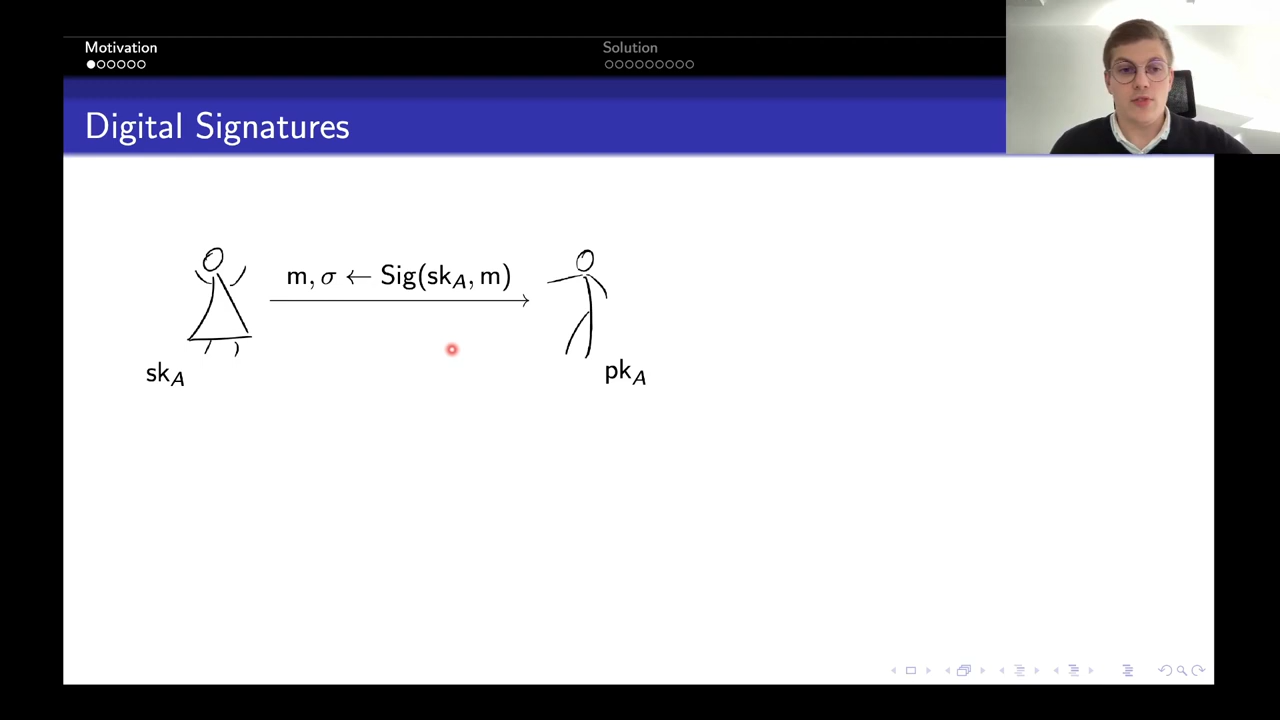 Motivation
Solution
Digital Signatures
m, σ ← Sig(sk_A, m)
sk_A
pk_A